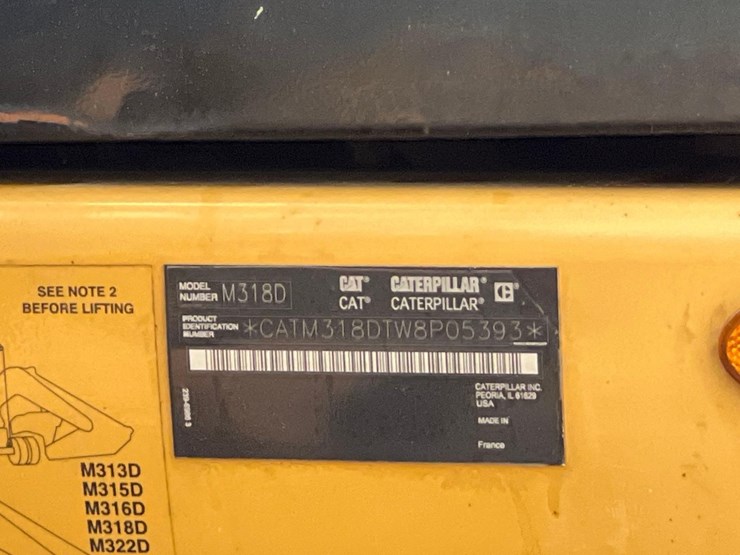 SEE NOTE 2
BEFORE LIFTING
M313D
M315D
M316D
M318D
M322D
MODEL
NUMBER M318D
CAT® CATERPILLAR®
CAT® CATERPILLAR®
PRODUCT
IDENTIFICATION
NUMBER
*CATM318DTW8P05393*
CATERPILLAR INC.
PEORIA, IL 61629
USA
MADE IN
France